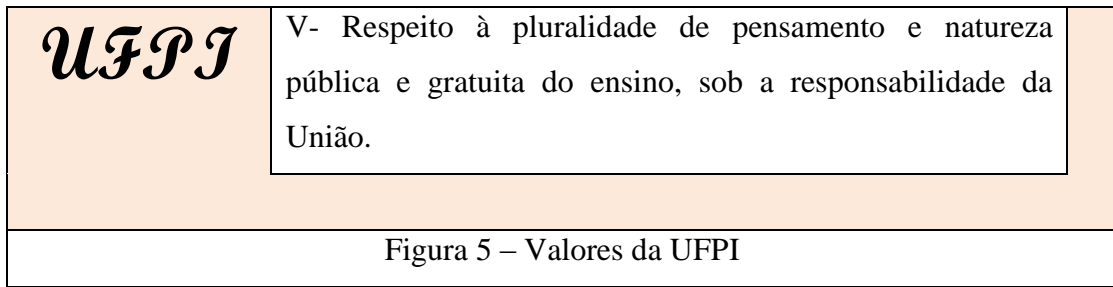 UFPI
V- Respeito à pluralidade de pensamento e natureza
pública e gratuita do ensino, sob a responsabilidade da
União.
Figura 5 – Valores da UFPI